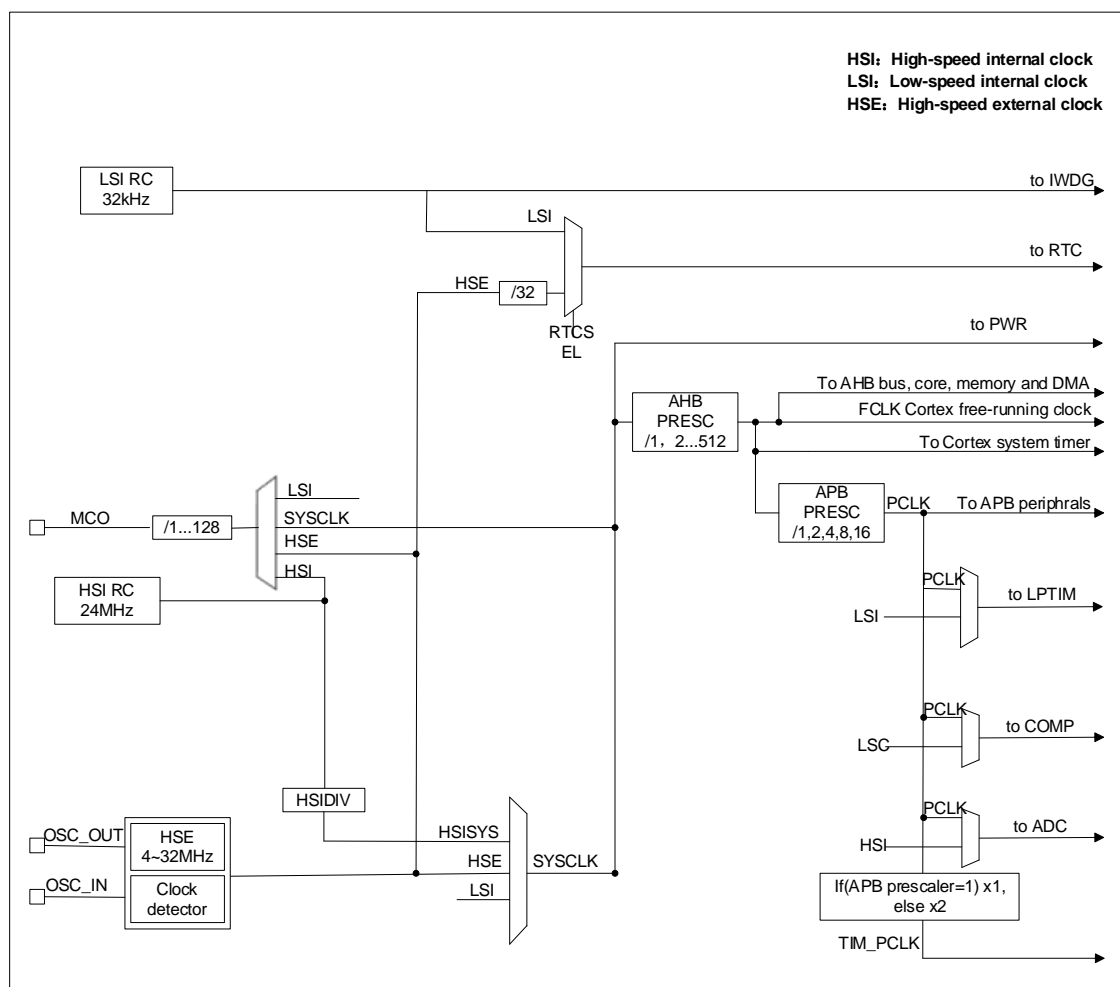 HSI：High-speed internal clock
LSI：Low-speed internal clock
HSE：High-speed external clock
LSI RC
32kHz
to IWDG
LSI
to RTC
HSE
/32
RTCS
EL
to PWR
To AHB bus, core, memory and DMA
AHB
PRESC
/1，2...512
FCLK Cortex free-running clock
To Cortex system timer
LSI
APB
PRESC
/1,2,4,8,16
PCLK
To APB periphrals
MCO
/1...128
SYSCLK
HSE
HSI
HSI RC
24MHz
PCLK
to LPTIM
LSI
PCLK
to COMP
LSC
HSIDIV
OSC_OUT
HSE
4~32MHz
HSISYS
PCLK
to ADC
HSI
HSE
SYSCLK
OSC_IN
Clock
detector
LSI
If(APB prescaler=1) x1,
else x2
TIM_PCLK